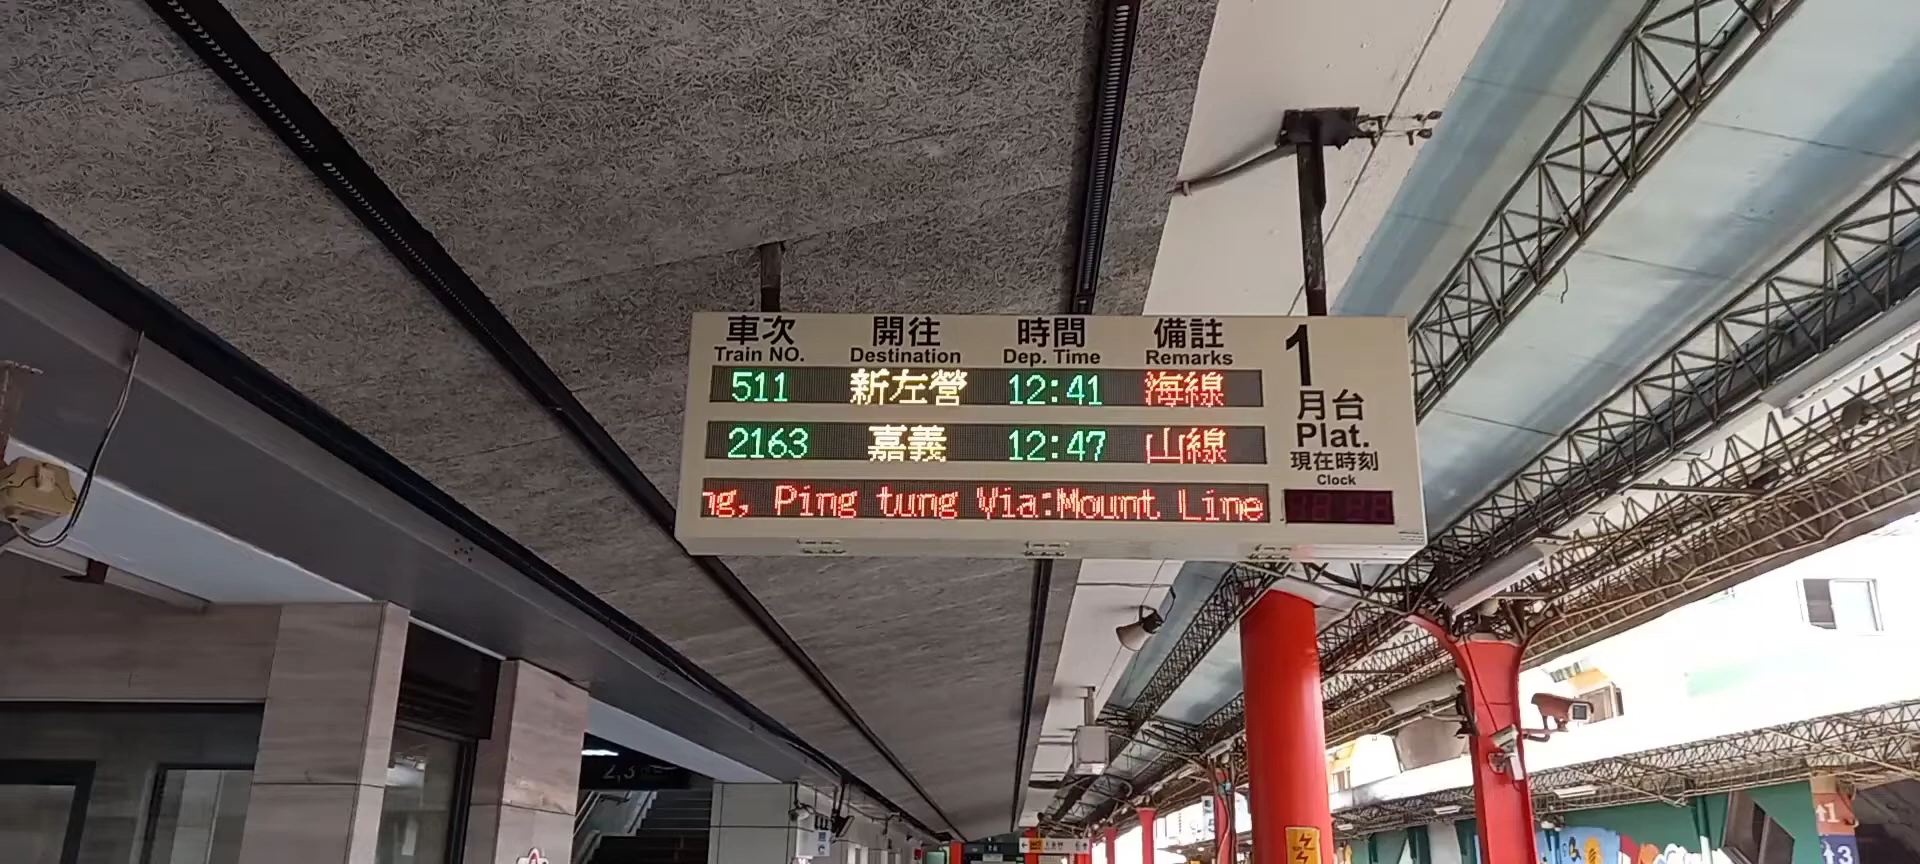 車次 開往 時間 備註 1
Train NO. Destination Dep. Time Remarks
511 新左營 12:41 海線
月台
2163 嘉義 12:47 山線
Plat.
現在時刻
Clock
ng, Ping tung Via:Mount Line
2,3